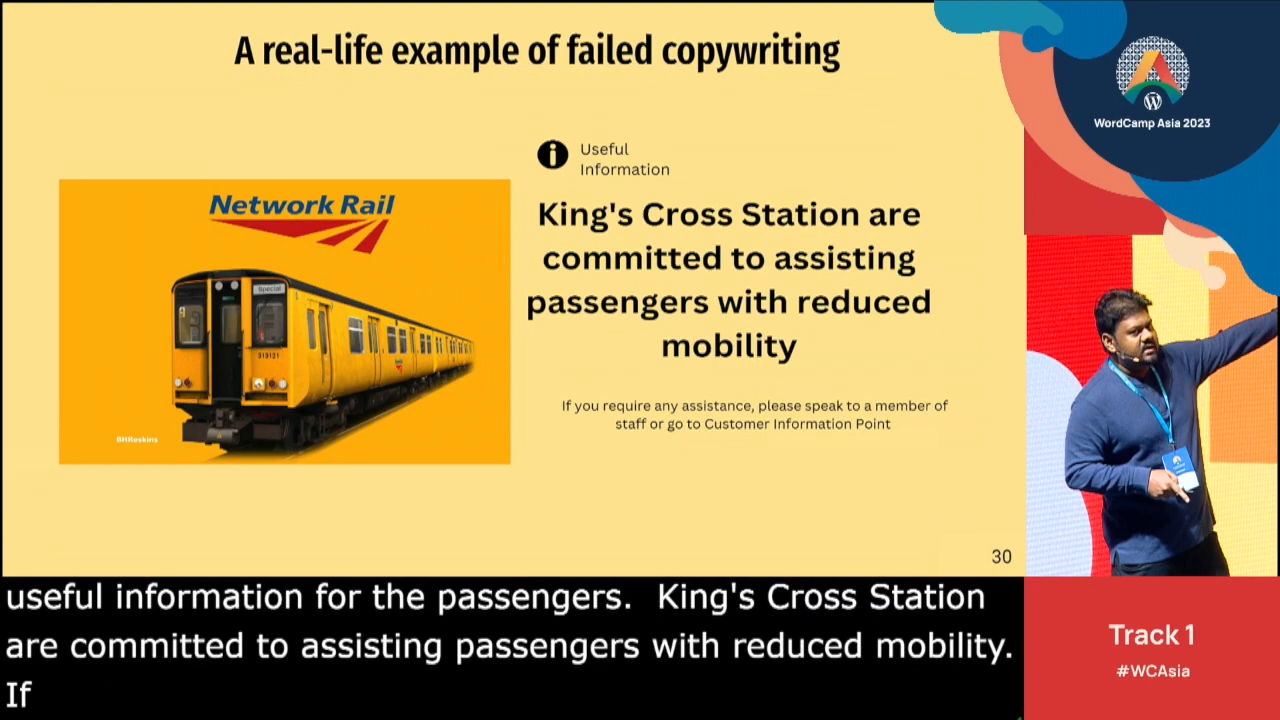 A real-life example of failed copywriting
Useful
Information
King's Cross Station are
committed to assisting
passengers with reduced
mobility
If you require any assistance, please speak to a member of
staff or go to Customer Information Point
Network Rail
Special
313121
BHReskins
30
WordCamp Asia 2023
useful information for the passengers.  King's Cross Station
are committed to assisting passengers with reduced mobility.
If
Track 1
#WCAsia